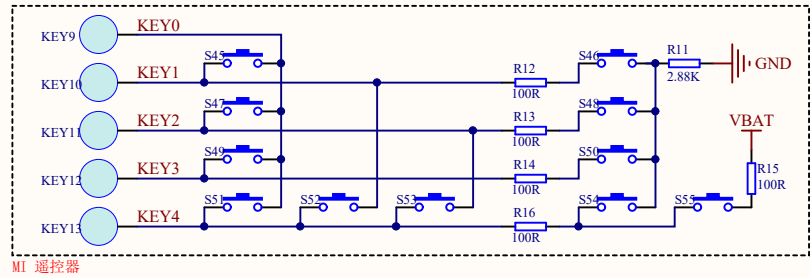 KEY9 KEY0
S45 S46 R11
KEY10 KEY1 R12 2.88K GND
100R
S47 S48 VBAT
KEY11 KEY2 R13
100R
S49 S50
KEY12 KEY3 R14 R15
100R 100R
S51 S52 S53 S54 S55
KEY13 KEY4 R16
100R
MI 遥控器